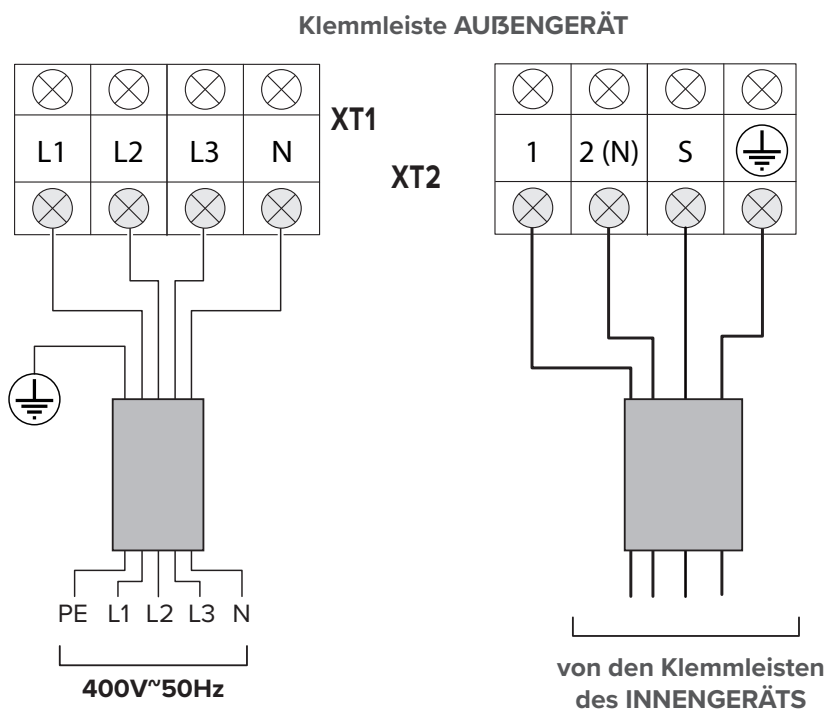 Klemmleiste AUßENGERÄT
XT1
L1 L2 L3 N
XT2
1 2 (N) S
PE L1 L2 L3 N
400V~50Hz
von den Klemmleisten
des INNENGERÄTS